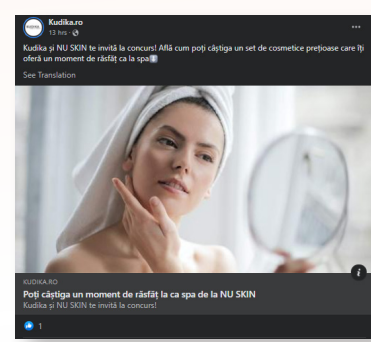 Kudika.ro
13 hrs ·
Kudika și NU SKIN te invită la concurs! Află cum poți câștiga un set de cosmetice prețioase care îți
oferă un moment de răsfăț ca la spa
See Translation
KUDIKA.RO
Poți câștiga un moment de răsfăț la ca spa de la NU SKIN
Kudika și NU SKIN te invită la concurs!
1